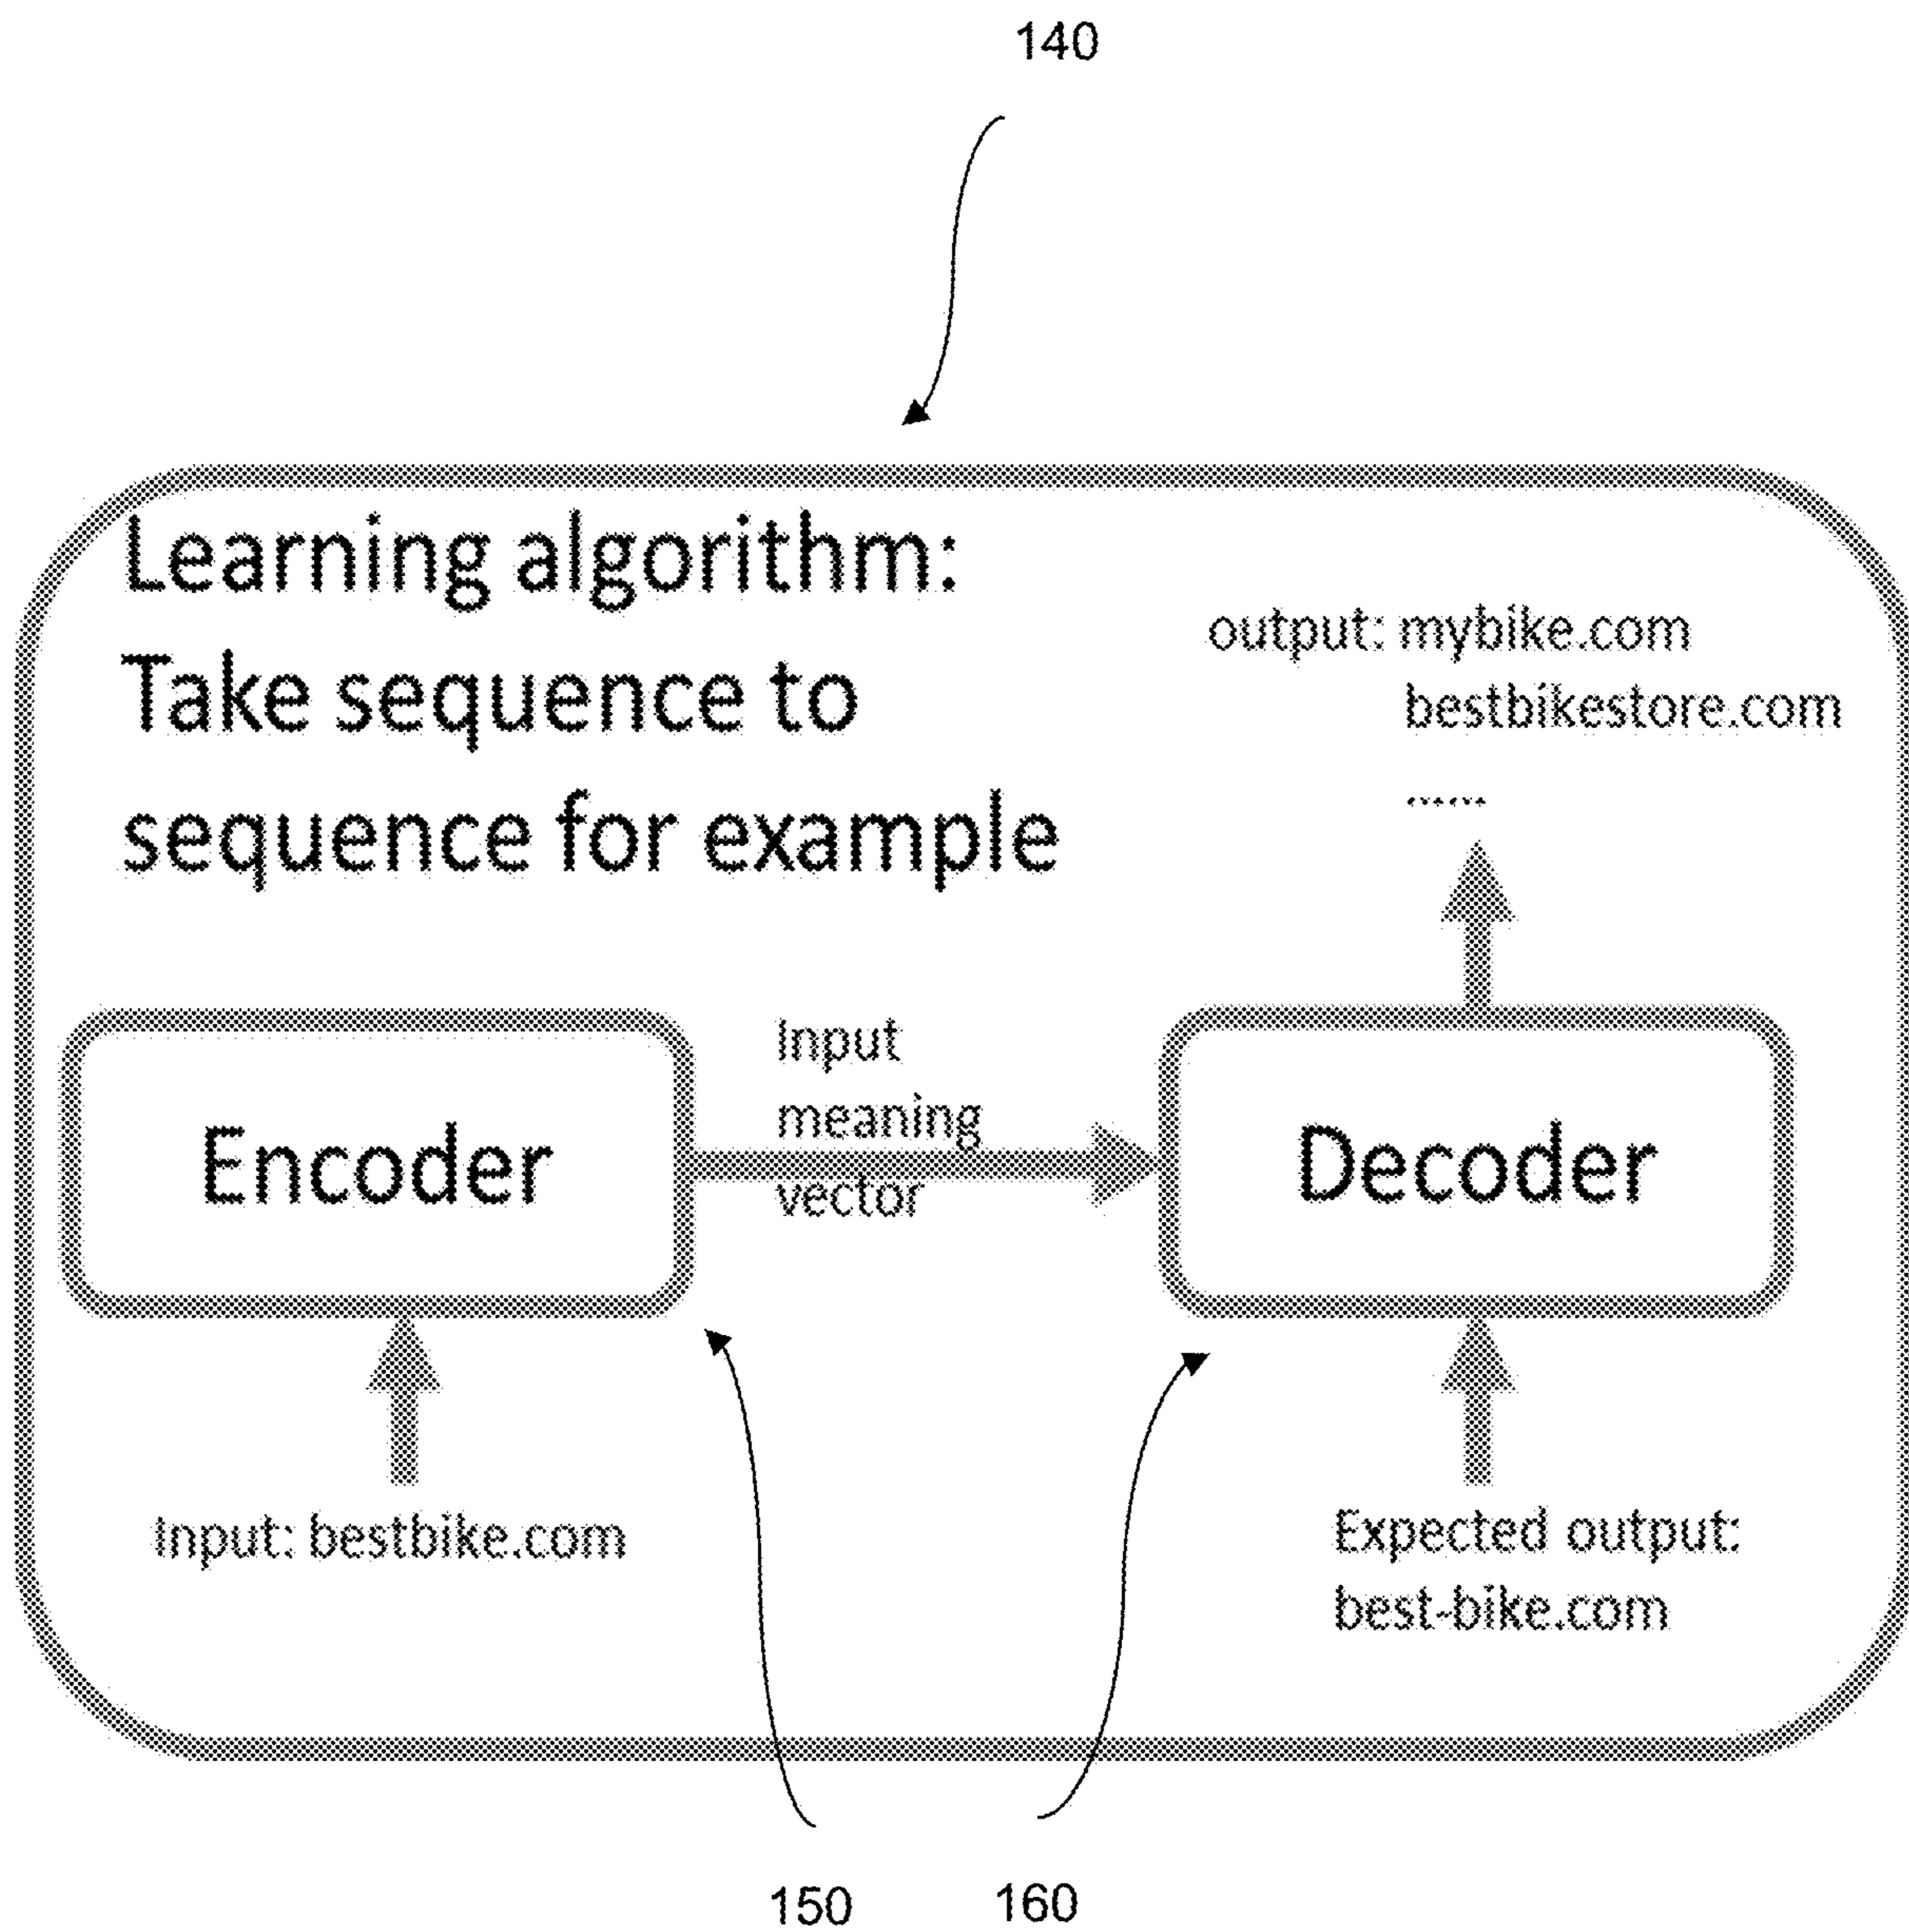 140
Learning algorithm:
Take sequence to
sequence for example
output: mybike.com
bestbikestore.com
......
Encoder
Input
meaning
vector
Decoder
Input: bestbike.com
Expected output:
best-bike.com
150
160